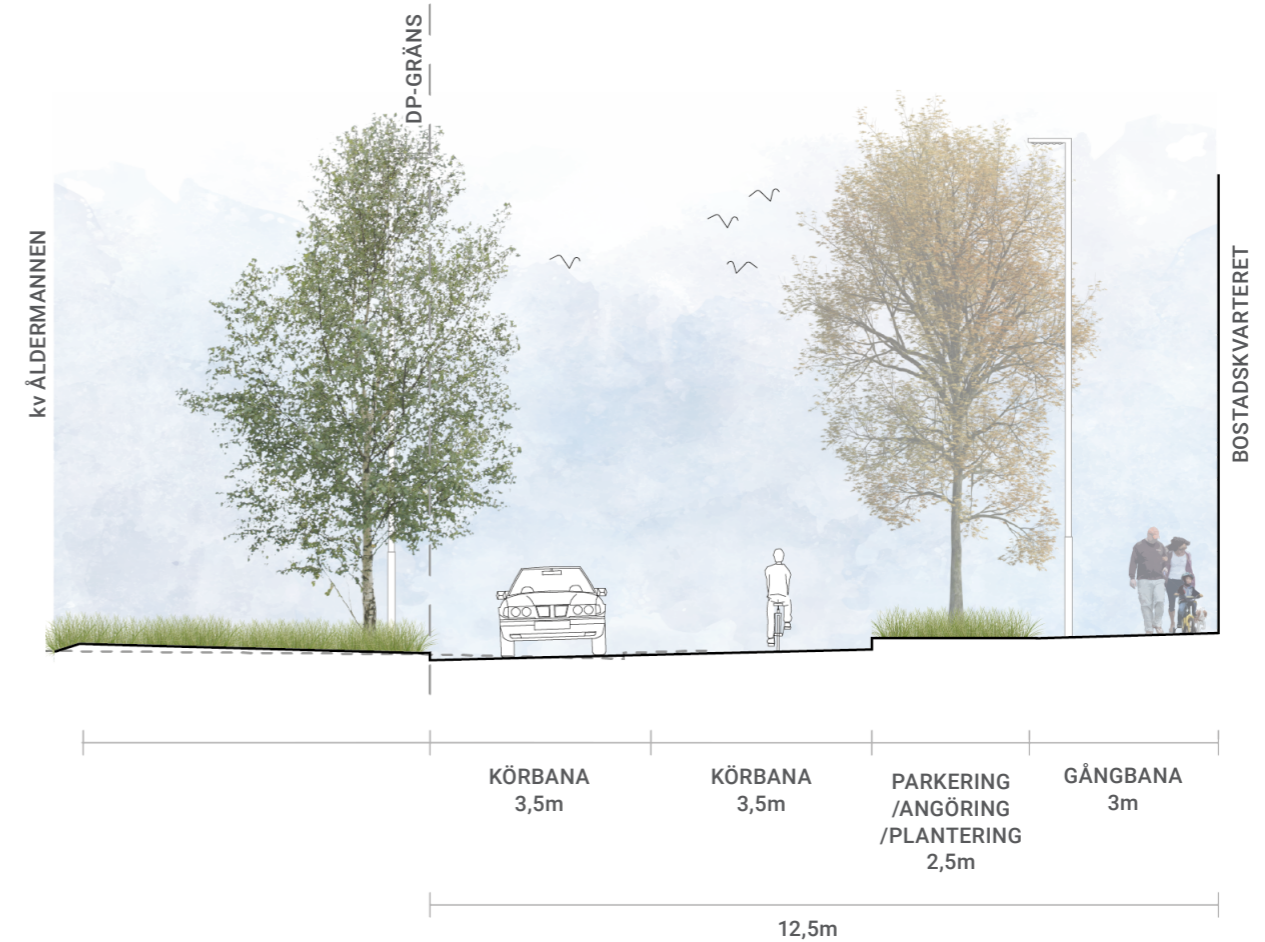 DP-GRÄNS
kv ÅLDERMANNEN
BOSTADSKVARTERET
KÖRBANA
3,5m
KÖRBANA
3,5m
PARKERING
/ANGÖRING
/PLANTERING
2,5m
GÅNGBANA
3m
12,5m